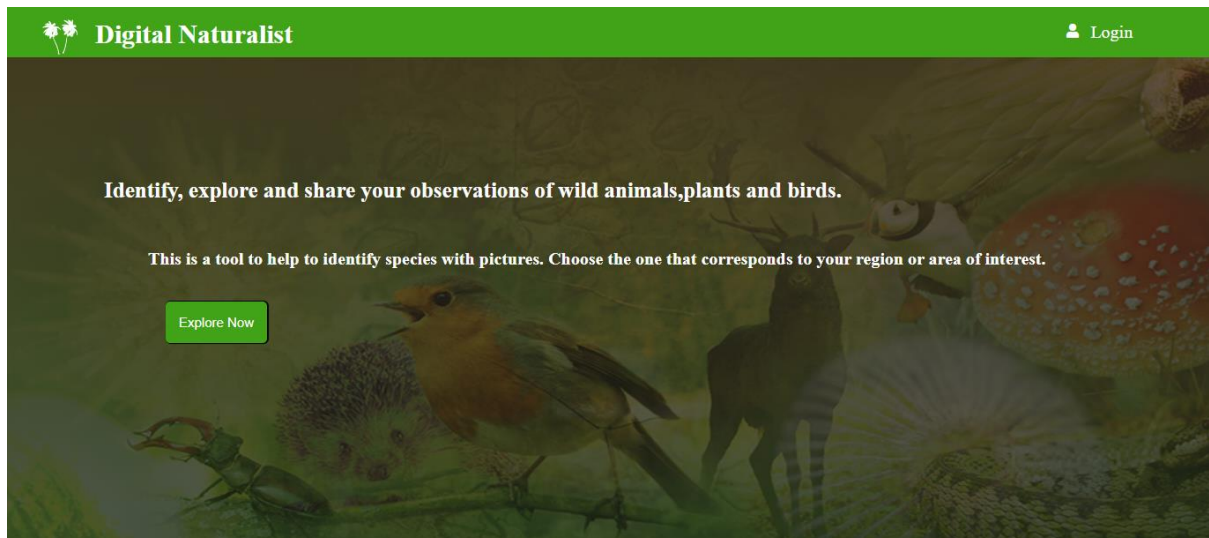 Digital Naturalist
Login
Identify, explore and share your observations of wild animals,plants and birds.
This is a tool to help to identify species with pictures. Choose the one that corresponds to your region or area of interest.
Explore Now